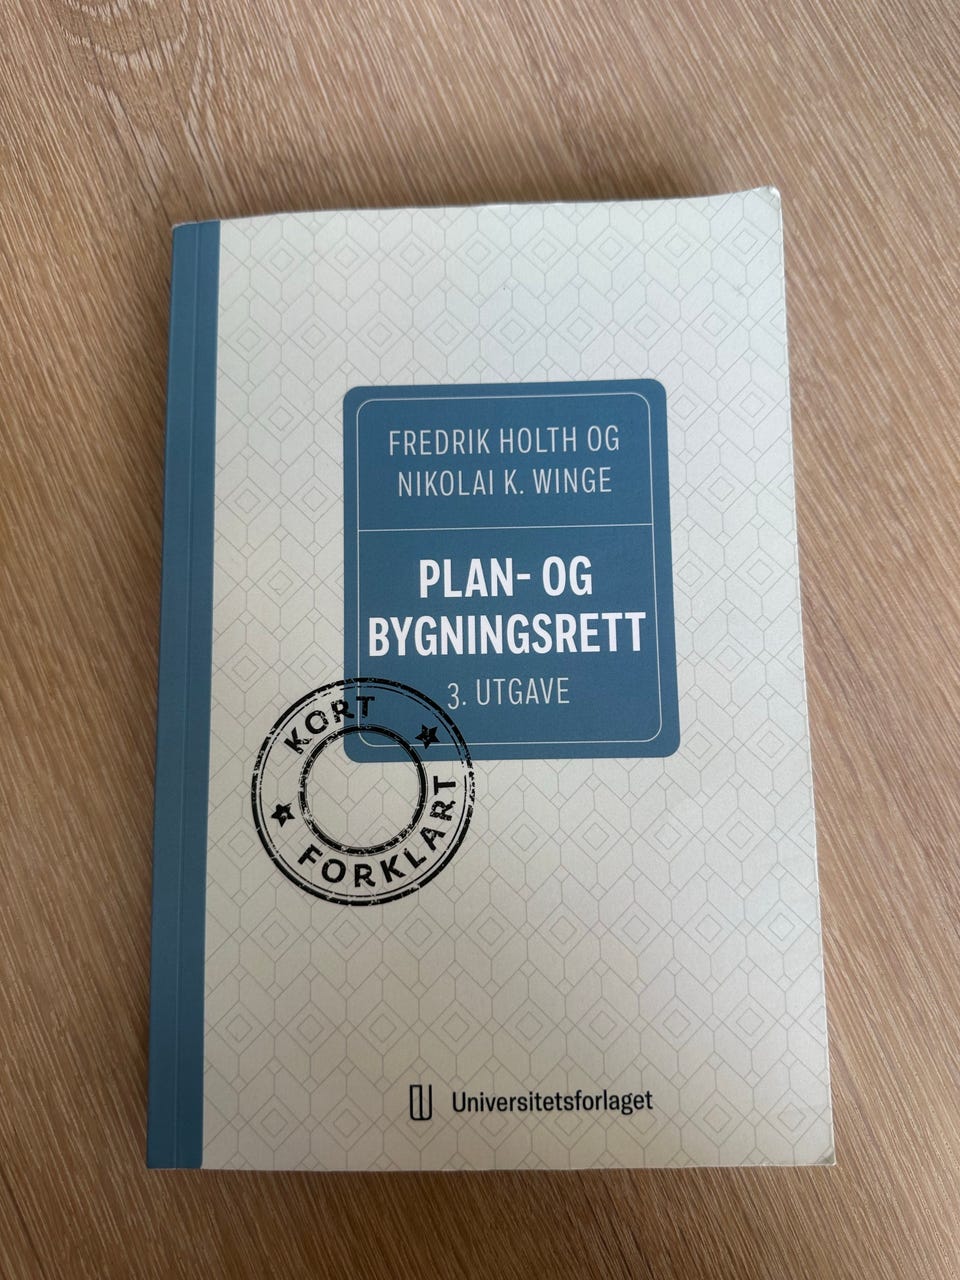 FREDRIK HOLTH OG
NIKOLAI K. WINGE
PLAN- OG
BYGNINGSRETT
3. UTGAVE
KORT
FORKLART
Universitetsforlaget